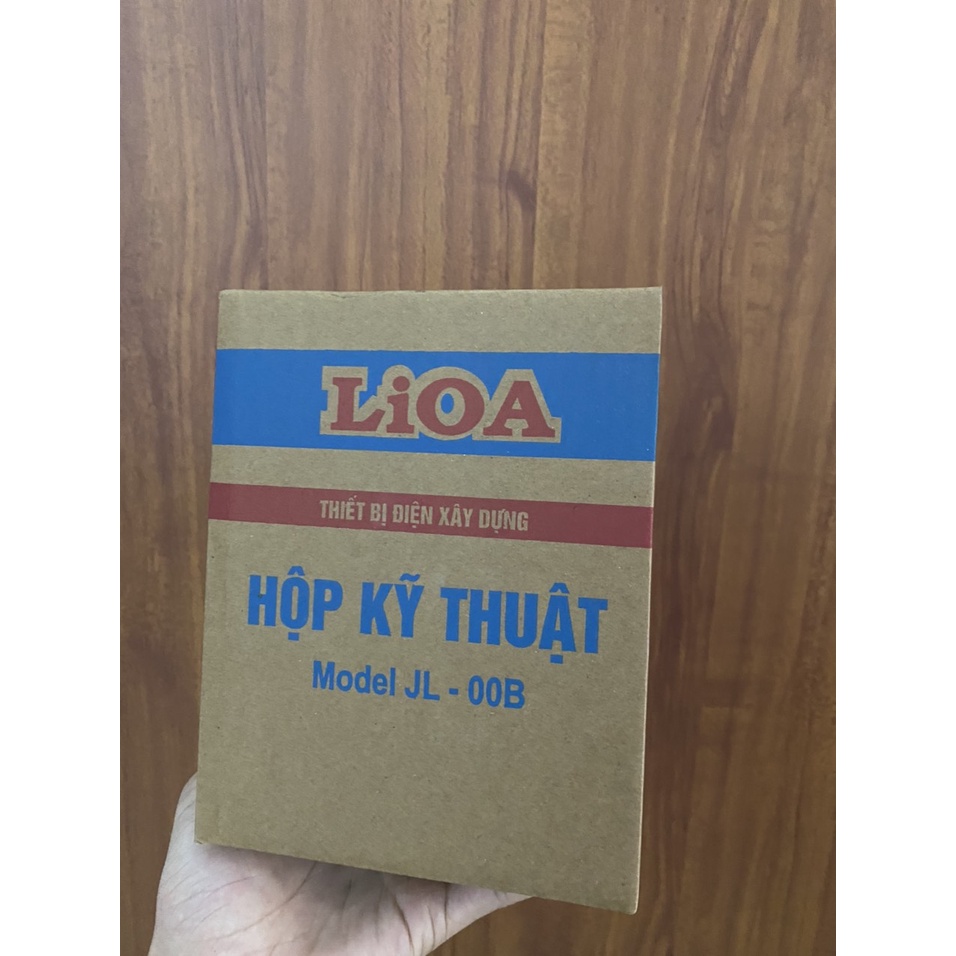 LiOA
THIẾT BỊ ĐIỆN XÂY DỰNG
HỘP KỸ THUẬT
Model JL - 00B